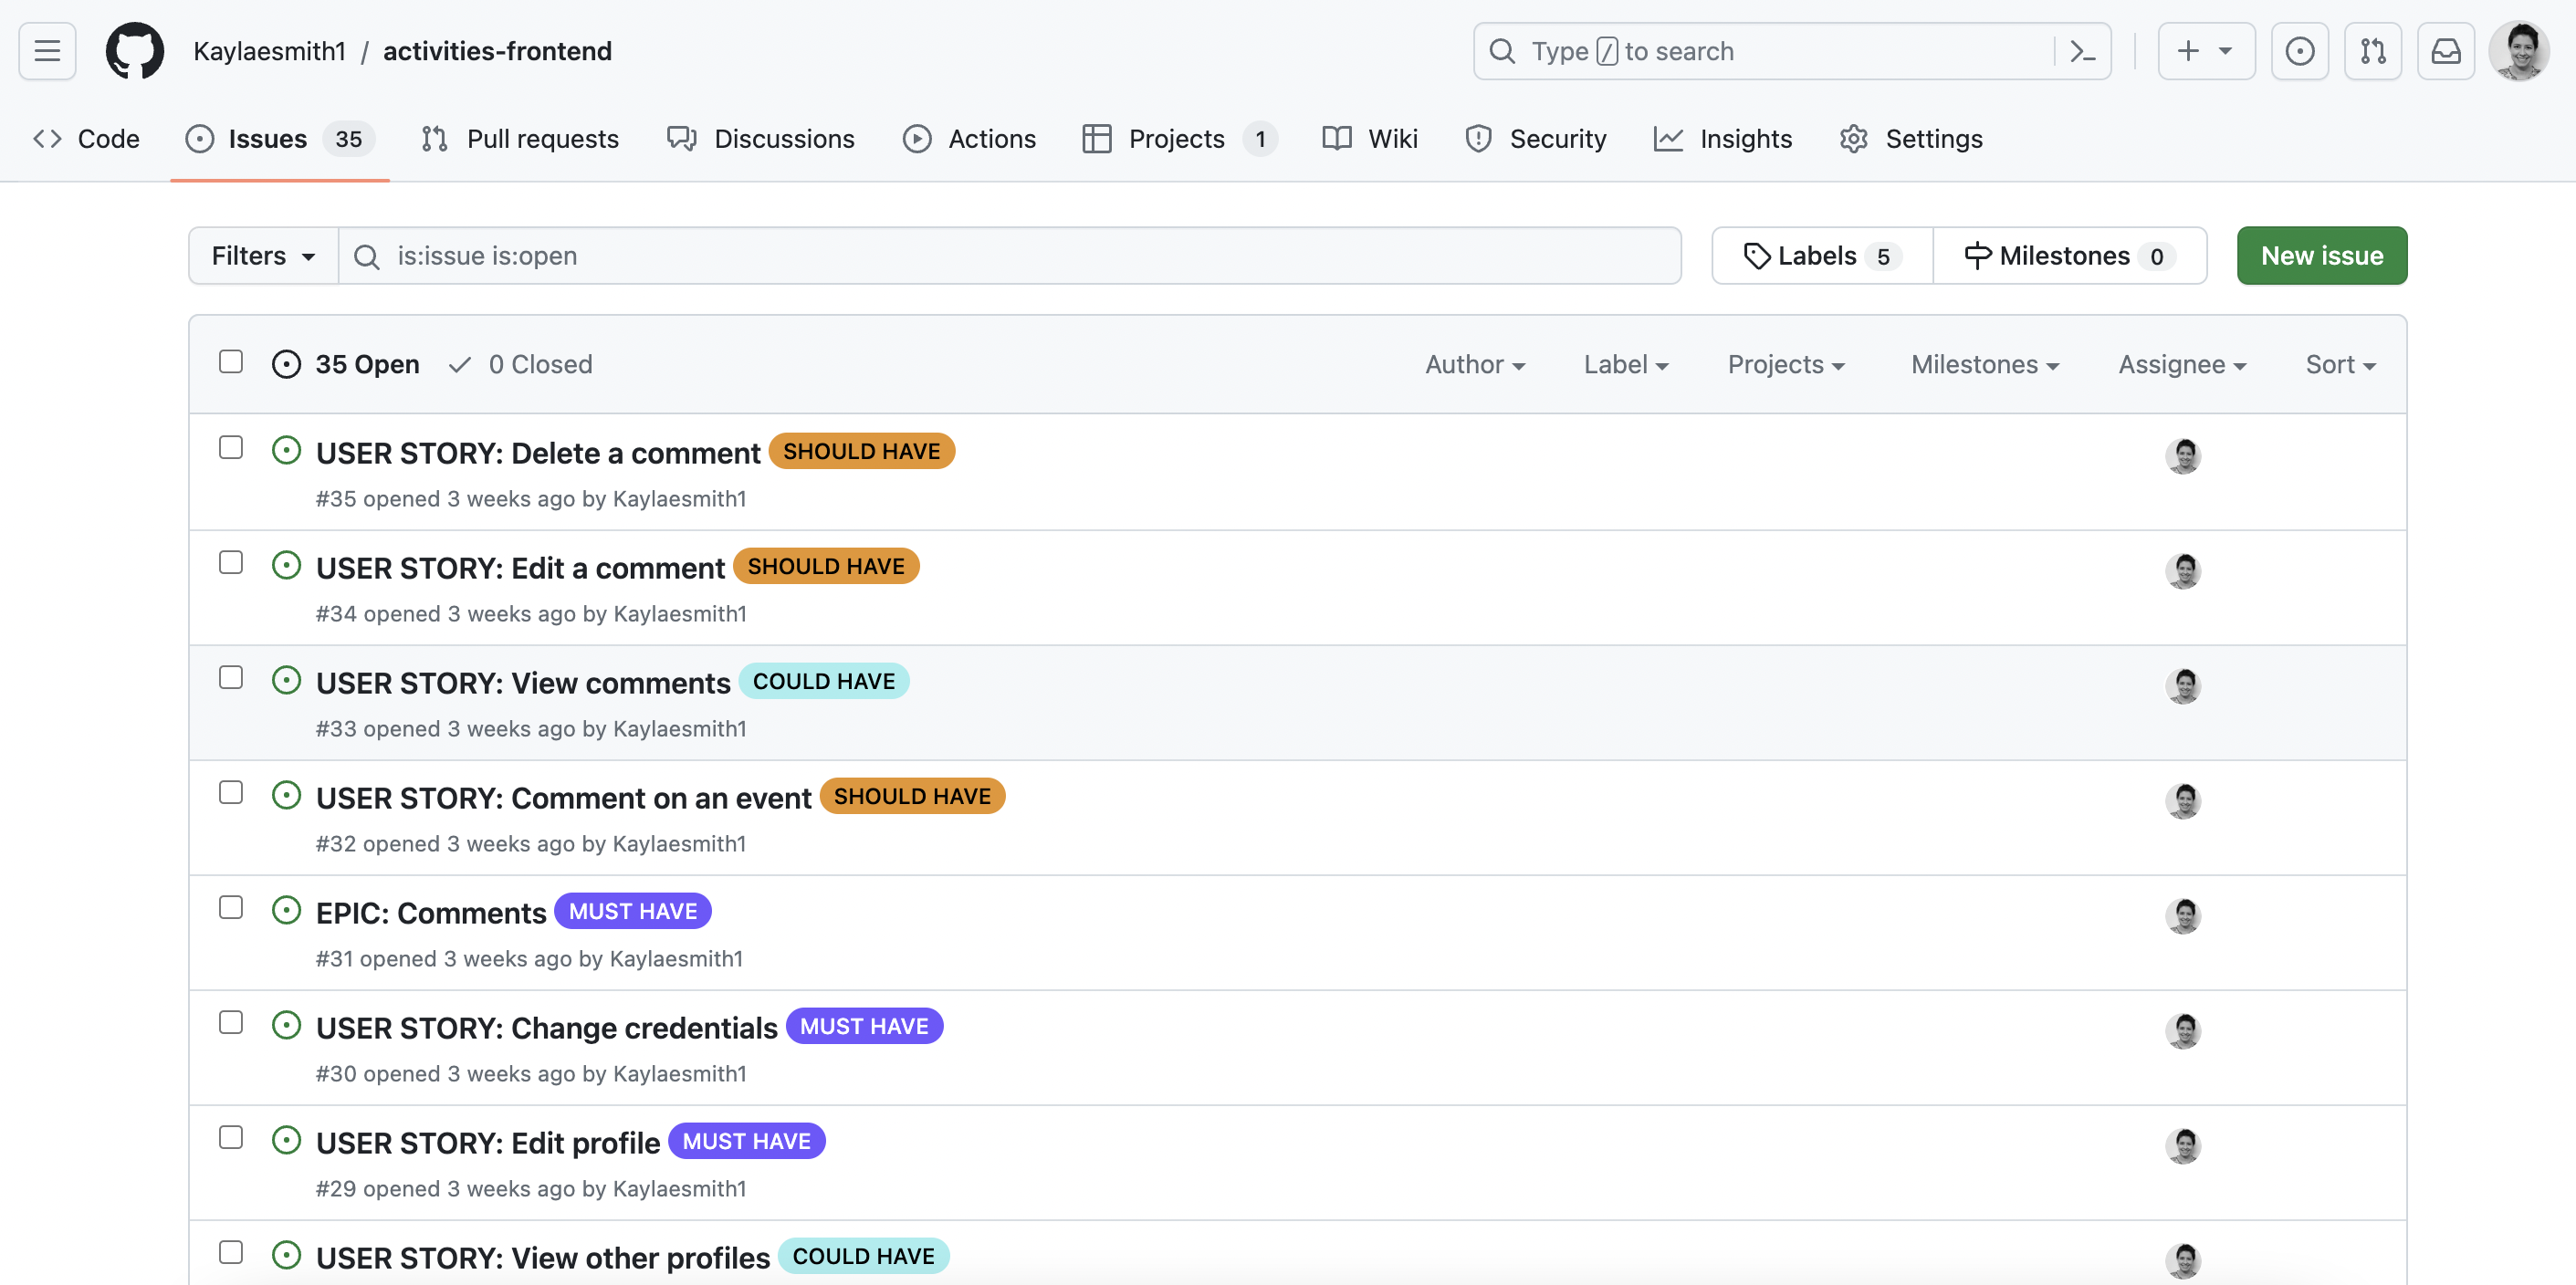 Kaylaesmith1 / activities-frontend
Type / to search
Code Issues 35 Pull requests Discussions Actions Projects 1 Wiki Security Insights Settings
Filters is:issue is:open Labels 5 Milestones 0 New issue
35 Open 0 Closed Author Label Projects Milestones Assignee Sort
USER STORY: Delete a comment SHOULD HAVE
#35 opened 3 weeks ago by Kaylaesmith1
USER STORY: Edit a comment SHOULD HAVE
#34 opened 3 weeks ago by Kaylaesmith1
USER STORY: View comments COULD HAVE
#33 opened 3 weeks ago by Kaylaesmith1
USER STORY: Comment on an event SHOULD HAVE
#32 opened 3 weeks ago by Kaylaesmith1
EPIC: Comments MUST HAVE
#31 opened 3 weeks ago by Kaylaesmith1
USER STORY: Change credentials MUST HAVE
#30 opened 3 weeks ago by Kaylaesmith1
USER STORY: Edit profile MUST HAVE
#29 opened 3 weeks ago by Kaylaesmith1
USER STORY: View other profiles COULD HAVE